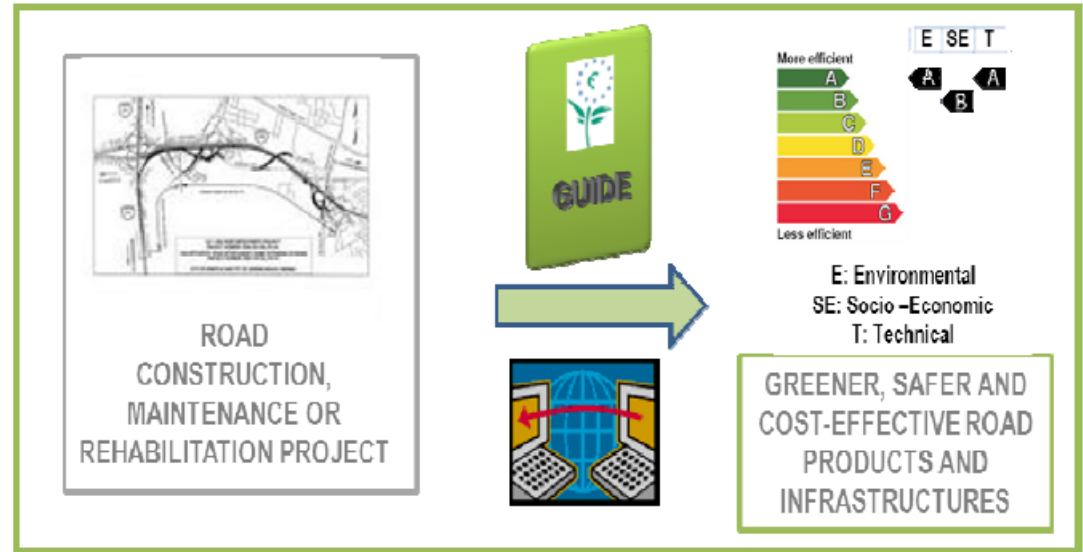 ROAD
CONSTRUCTION,
MAINTENANCE OR
REHABILITATION PROJECT
GUIDE
E SE T
More efficient
A
B
C
D
E
F
G
Less efficient
A A
B
E: Environmental
SE: Socio –Economic
T: Technical
GREENER, SAFER AND
COST-EFFECTIVE ROAD
PRODUCTS AND
INFRASTRUCTURES